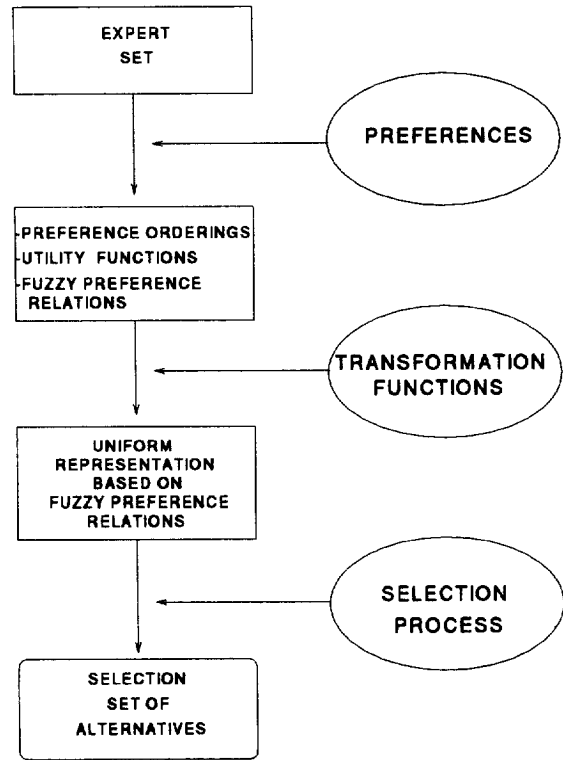 EXPERT
SET
PREFERENCES
-PREFERENCE ORDERINGS
-UTILITY FUNCTIONS
-FUZZY PREFERENCE
RELATIONS
TRANSFORMATION
FUNCTIONS
UNIFORM
REPRESENTATION
BASED ON
FUZZY PREFERENCE
RELATIONS
SELECTION
PROCESS
SELECTION
SET OF
ALTERNATIVES